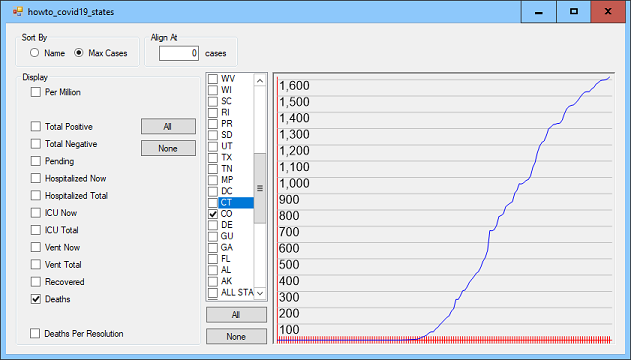 howto_covid19_states
Sort By
Name
Max Cases
Align At
0 cases
Display
Per Million
Total Positive
Total Negative
Pending
Hospitalized Now
Hospitalized Total
ICU Now
ICU Total
Vent Now
Vent Total
Recovered
Deaths
Deaths Per Resolution
All
None
WV
WI
SC
RI
PR
SD
UT
TX
TN
MP
DC
CT
CO
DE
GU
GA
FL
AL
AK
ALL STA
All
None
1,600
1,500
1,400
1,300
1,200
1,100
1,000
900
800
700
600
500
400
300
200
100